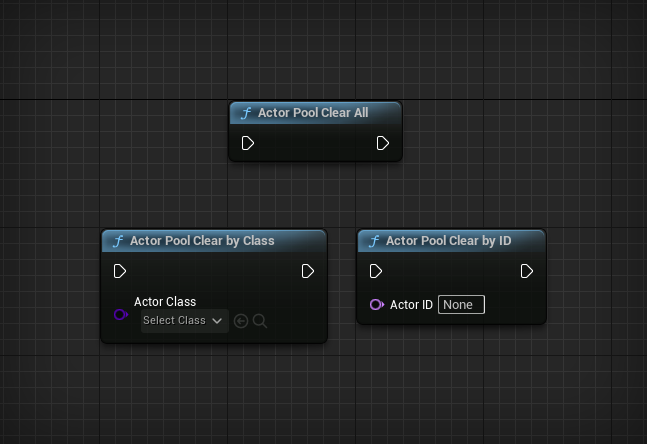 Actor Pool Clear All
Actor Pool Clear by Class
Actor Class
Select Class
Actor Pool Clear by ID
Actor ID None